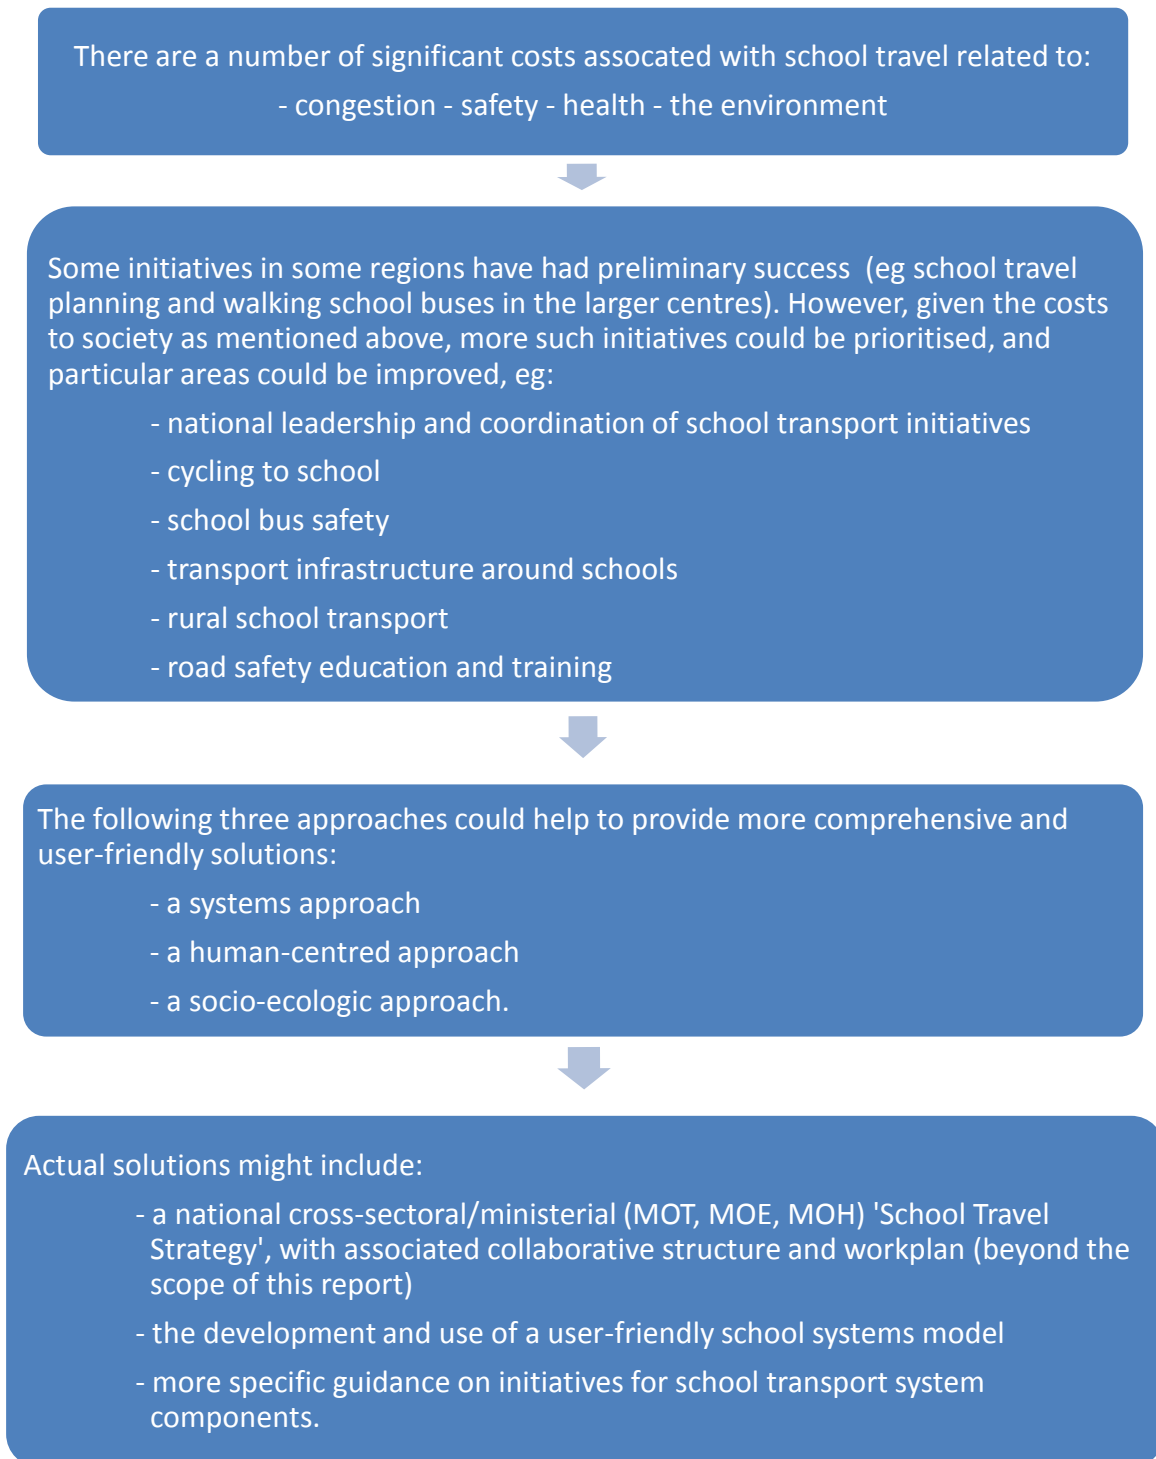 There are a number of significant costs assocated with school travel related to:
- congestion - safety - health - the environment
Some initiatives in some regions have had preliminary success (eg school travel
planning and walking school buses in the larger centres). However, given the costs
to society as mentioned above, more such initiatives could be prioritised, and
particular areas could be improved, eg:
- national leadership and coordination of school transport initiatives
- cycling to school
- school bus safety
- transport infrastructure around schools
- rural school transport
- road safety education and training
The following three approaches could help to provide more comprehensive and
user-friendly solutions:
- a systems approach
- a human-centred approach
- a socio-ecologic approach.
Actual solutions might include:
- a national cross-sectoral/ministerial (MOT, MOE, MOH) 'School Travel
Strategy', with associated collaborative structure and workplan (beyond the
scope of this report)
- the development and use of a user-friendly school systems model
- more specific guidance on initiatives for school transport system
components.